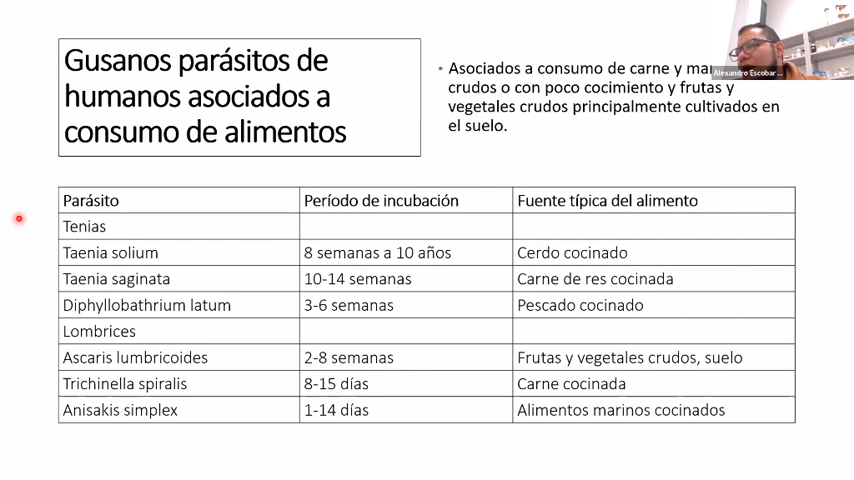 Gusanos parásitos de
humanos asociados a
consumo de alimentos
• Asociados a consumo de carne y
crudos o con poco cocimiento y frutas y
vegetales crudos principalmente cultivados en
el suelo.
Alexandro Escobar
Parásito Período de incubación Fuente típica del alimento
Tenias
Taenia solium 8 semanas a 10 años Cerdo cocinado
Taenia saginata 10-14 semanas Carne de res cocinada
Diphyllobathrium latum 3-6 semanas Pescado cocinado
Lombrices
Ascaris lumbricoides 2-8 semanas Frutas y vegetales crudos, suelo
Trichinella spiralis 8-15 días Carne cocinada
Anisakis simplex 1-14 días Alimentos marinos cocinados